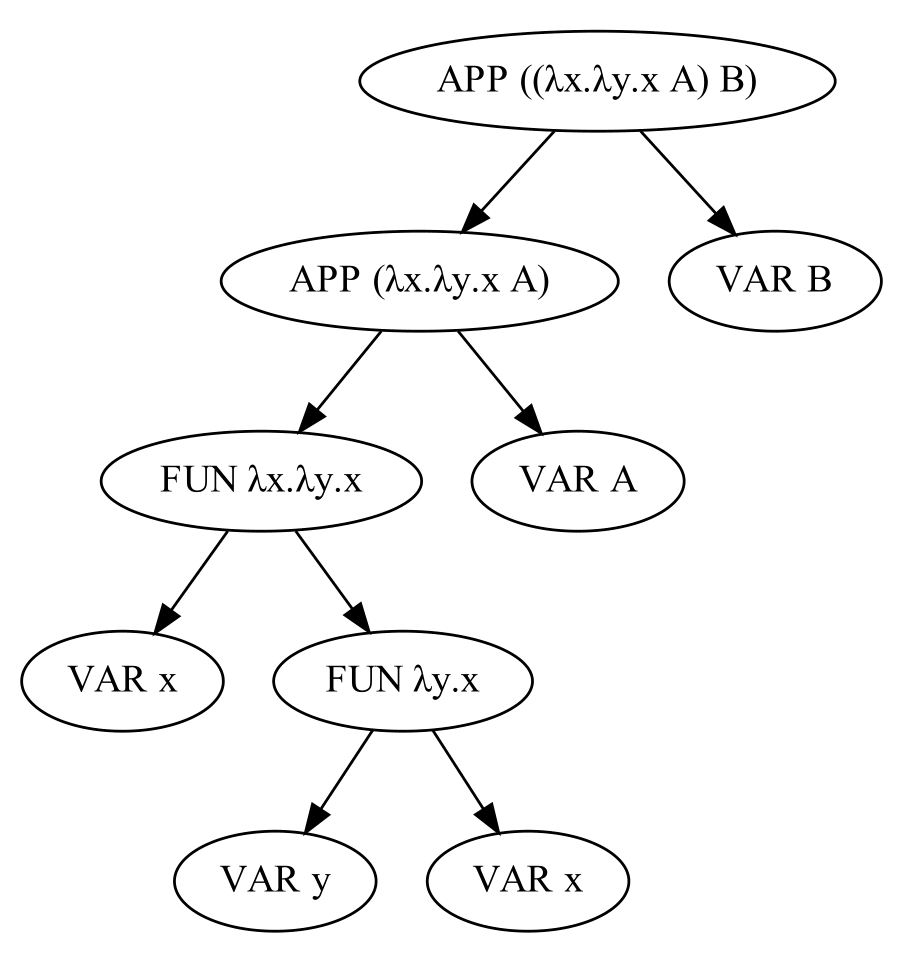 APP ((λx.λy.x A) B)
APP (λx.λy.x A)
VAR B
FUN λx.λy.x
VAR A
VAR x
FUN λy.x
VAR y
VAR x